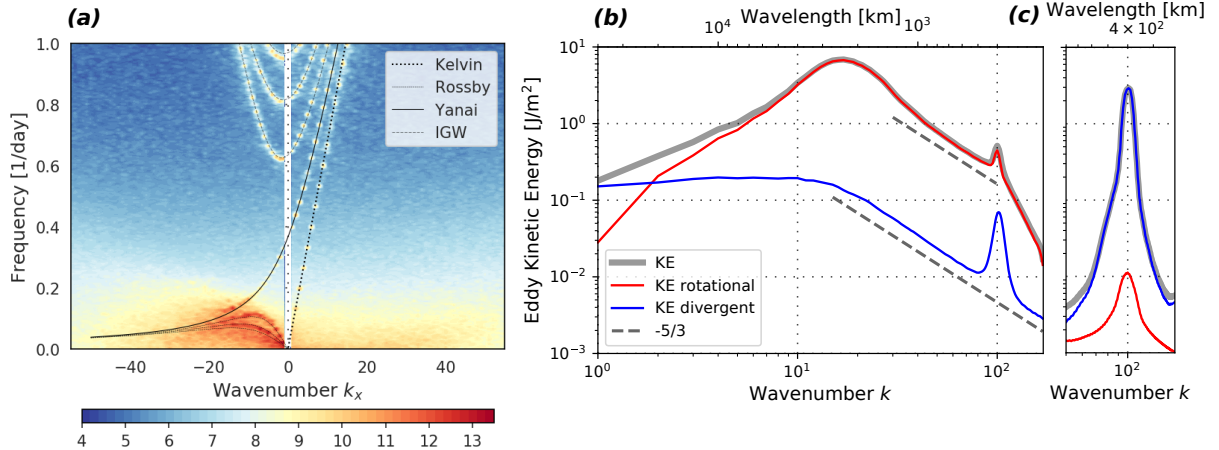 (a)
1.0
0.8
0.6
0.4
0.2
0.0
Frequency [1/day]
Kelvin
Rossby
Yanai
IGW
−40 −20 0 20 40
Wavenumber kₓ
4 5 6 7 8 9 10 11 12 13
(b)
Wavelength [km]
10⁴ 10³
10¹
10⁰
10⁻¹
10⁻²
10⁻³
Eddy Kinetic Energy [J/m²]
KE
KE rotational
KE divergent
-5/3
10⁰ 10¹ 10²
Wavenumber k
(c)
Wavelength [km]
4 × 10²
10²
Wavenumber k